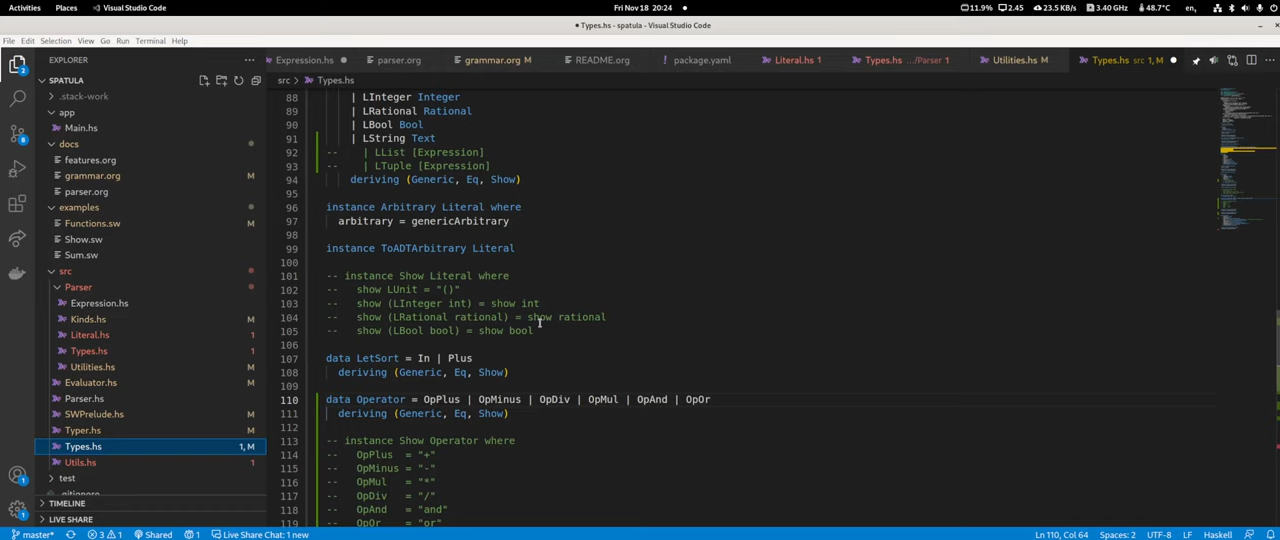 Activities Places Visual Studio Code Fri Nov 18 20:24 11.9% 2.45 23.5 KB/s 3.40 GHz 48.7°C en
• Types.hs - spatula - Visual Studio Code
File Edit Selection View Go Run Terminal Help
EXPLORER
Expression.hs parser.org grammar.org M README.org package.yaml Literal.hs 1 Types.hs .../Parser 1 Utilities.hs M Types.hs src 1, M
SPATULA
src > Types.hs
.stack-work
app
Main.hs
docs
features.org
grammar.org M
parser.org
examples
Functions.sw M
Show.sw
Sum.sw
src
Parser
Expression.hs
Kinds.hs M
Literal.hs 1
Types.hs 1
Utilities.hs M
Evaluator.hs M
Parser.hs
SWPrelude.hs M
Typer.hs M
Types.hs 1, M
Utils.hs 1
test
.gitignore
TIMELINE
LIVE SHARE
88 | LInteger Integer
89 | LRational Rational
90 | LBool Bool
91 | LString Text
92 -- | LList [Expression]
93 -- | LTuple [Expression]
94 deriving (Generic, Eq, Show)
95
96 instance Arbitrary Literal where
97 arbitrary = genericArbitrary
98
99 instance ToADTArbitrary Literal
100
101 -- instance Show Literal where
102 -- show LUnit = "()"
103 -- show (LInteger int) = show int
104 -- show (LRational rational) = show rational
105 -- show (LBool bool) = show bool
106
107 data LetSort = In | Plus
108 deriving (Generic, Eq, Show)
109
110 data Operator = OpPlus | OpMinus | OpDiv | OpMul | OpAnd | OpOr
111 deriving (Generic, Eq, Show)
112
113 -- instance Show Operator where
114 -- OpPlus = "+"
115 -- OpMinus = "-"
116 -- OpMul = "*"
117 -- OpDiv = "/"
118 -- OpAnd = "and"
119 -- OpOr = "or"
master* 3 1 Shared 1 Live Share Chat: 1 new Ln 110, Col 64 Spaces: 2 UTF-8 LF Haskell